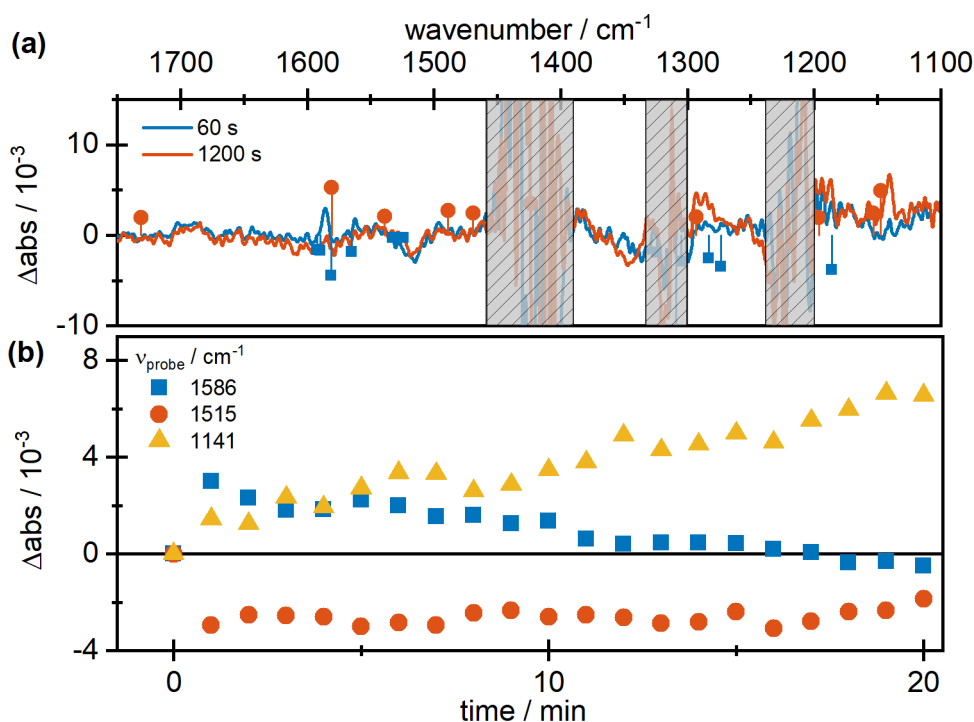 wavenumber / cm⁻¹
(a)
1700 1600 1500 1400 1300 1200 1100
10
0
-10
Δabs / 10⁻³
60 s
1200 s
(b)
8
4
0
-4
Δabs / 10⁻³
νprobe / cm⁻¹
1586
1515
1141
0 10 20
time / min